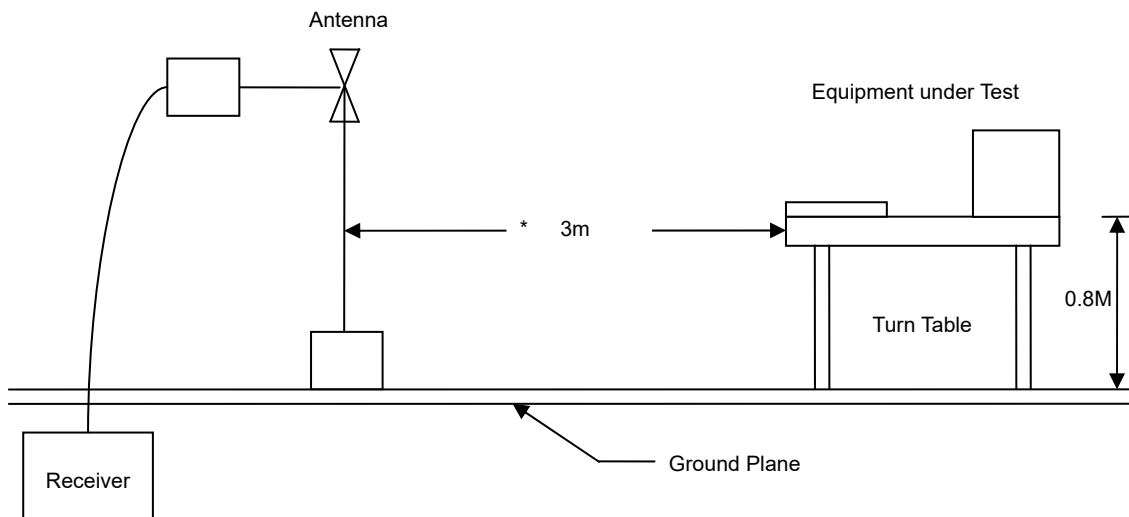 Antenna
Equipment under Test
* 3m
0.8M
Turn Table
Ground Plane
Receiver